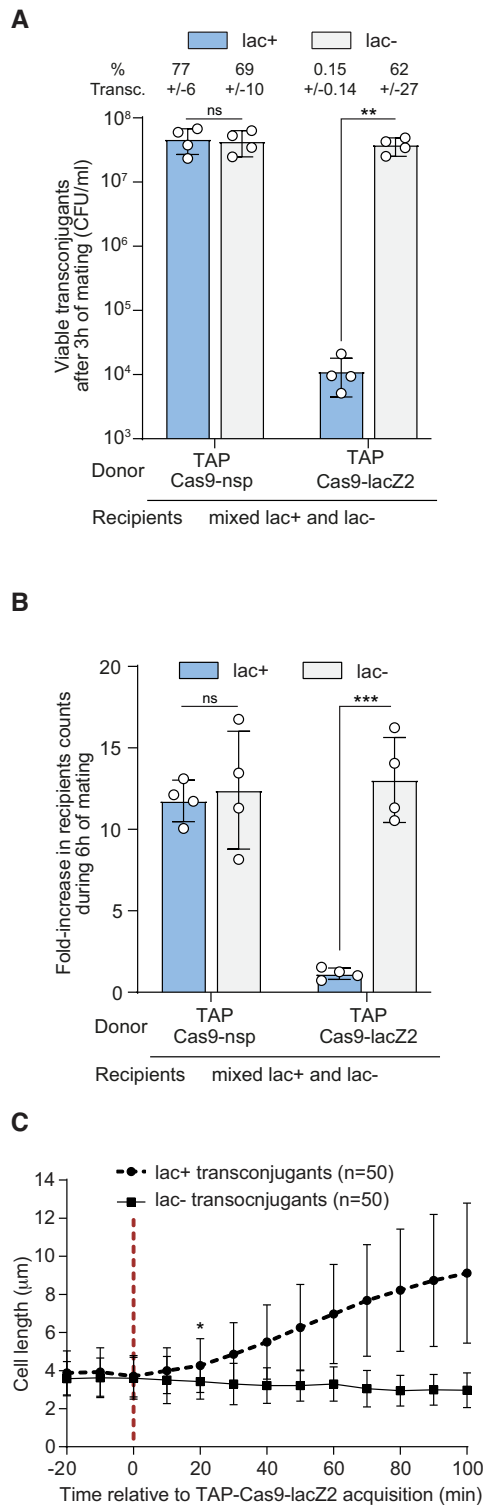 A
lac+ lac-
% 77 69 0.15 62
Transc. +/-6 +/-10 +/-0.14 +/-27
ns **
10⁸
10⁷
10⁶
10⁵
10⁴
10³
Viable transconjugants
after 3h of mating (CFU/ml)
Donor TAP TAP
Cas9-nsp Cas9-lacZ2
Recipients mixed lac+ and lac-
B
lac+ lac-
ns ***
20
15
10
5
0
Fold-increase in recipients counts
during 6h of mating
Donor TAP TAP
Cas9-nsp Cas9-lacZ2
Recipients mixed lac+ and lac-
C
lac+ transconjugants (n=50)
lac- transocnjugants (n=50)
14
12
10
8
6
4
2
0
*
Cell length (μm)
-20 0 20 40 60 80 100
Time relative to TAP-Cas9-lacZ2 acquisition (min)